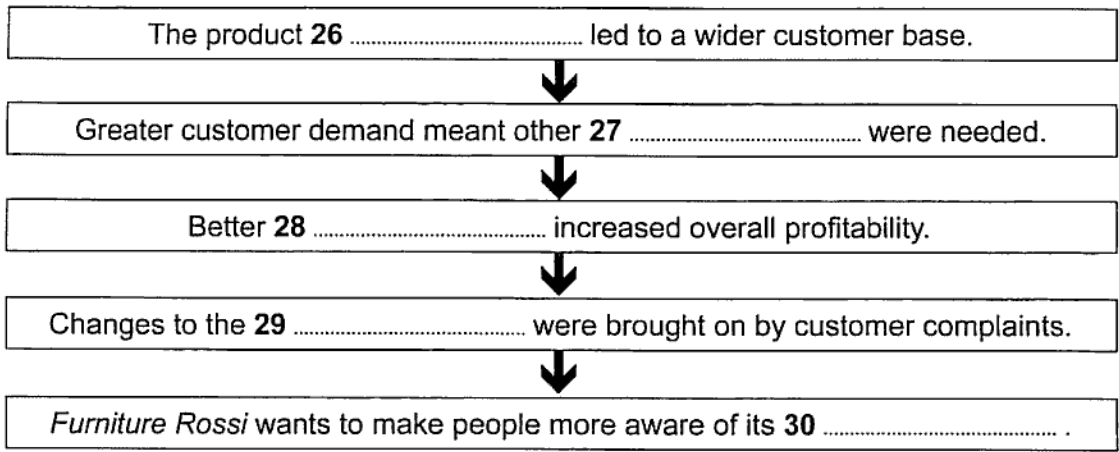 The product 26 ........................................ led to a wider customer base.
Greater customer demand meant other 27 ........................................ were needed.
Better 28 ........................................ increased overall profitability.
Changes to the 29 ........................................ were brought on by customer complaints.
Furniture Rossi wants to make people more aware of its 30 ........................................ .